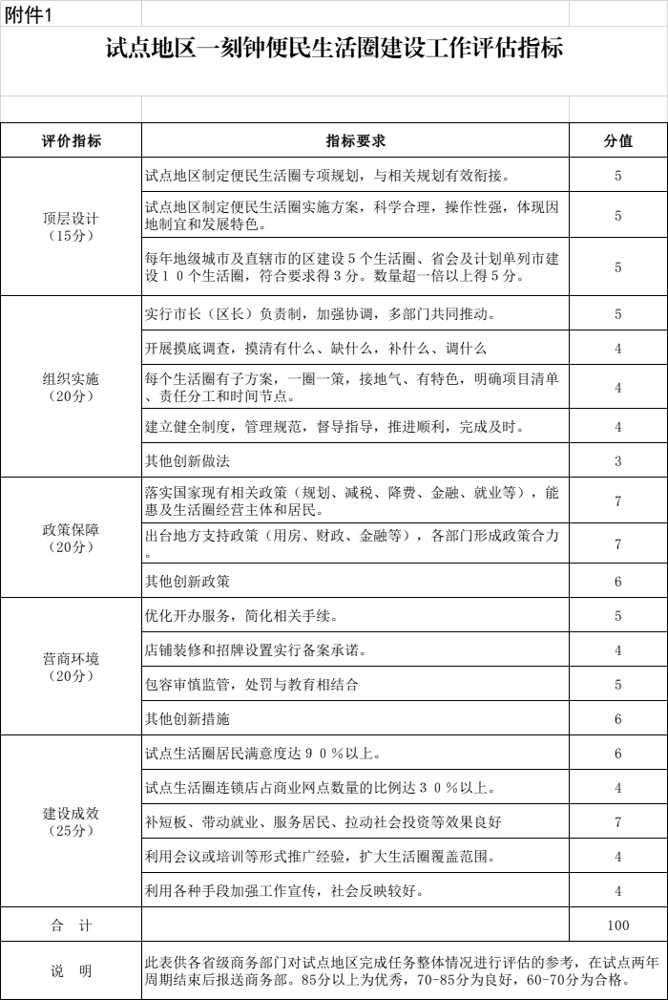 附件1
试点地区一刻钟便民生活圈建设工作评估指标
评价指标 指标要求 分值
顶层设计
（15分）
试点地区制定便民生活圈专项规划，与相关规划有效衔接。 5
试点地区制定便民生活圈实施方案，科学合理，操作性强，体现因
地制宜和发展特色。 5
每年地级城市及直辖市的区建设５个生活圈、省会及计划单列市建
设１０个生活圈，符合要求得３分。数量超一倍以上得５分。 5
组织实施
（20分）
实行市长（区长）负责制，加强协调，多部门共同推动。 5
开展摸底调查，摸清有什么、缺什么，补什么、调什么 4
每个生活圈有子方案，一圈一策，接地气、有特色，明确项目清单
、责任分工和时间节点。 4
建立健全制度，管理规范，督导指导，推进顺利，完成及时。 4
其他创新做法 3
政策保障
（20分）
落实国家现有相关政策（规划、减税、降费、金融、就业等），能
惠及生活圈经营主体和居民。 7
出台地方支持政策（用房、财政、金融等），各部门形成政策合力
。 7
其他创新政策 6
营商环境
（20分）
优化开办服务，简化相关手续。 5
店铺装修和招牌设置实行备案承诺。 4
包容审慎监管，处罚与教育相结合 5
其他创新措施 6
建设成效
（25分）
试点生活圈居民满意度达９０％以上。 6
试点生活圈连锁店占商业网点数量的比例达３０％以上。 4
补短板、带动就业、服务居民、拉动社会投资等效果良好 7
利用会议或培训等形式推广经验，扩大生活圈覆盖范围。 4
利用各种手段加强工作宣传，社会反映较好。 4
合 计 100
说 明
此表供各省级商务部门对试点地区完成任务整体情况进行评估的参考，在试点两年
周期结束后报送商务部。85分以上为优秀，70-85分为良好，60-70分为合格。